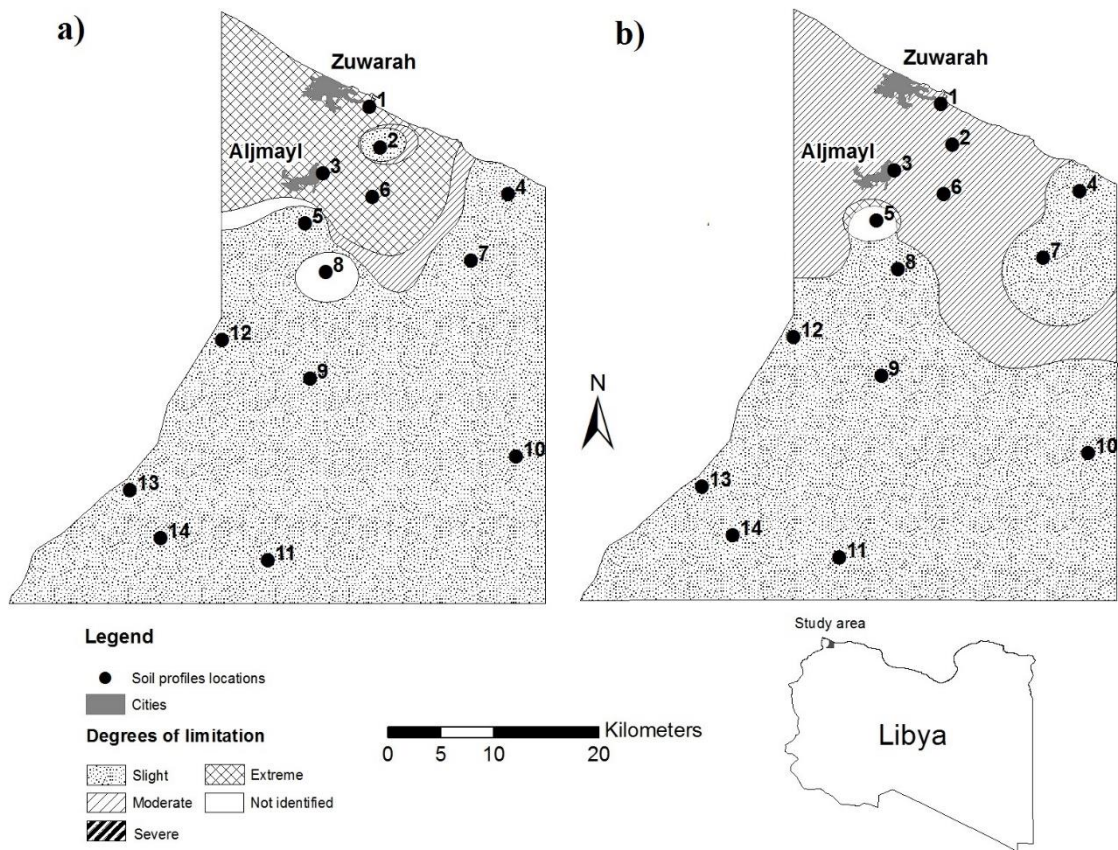 a)
Zuwarah
1
2
Aljmayl
3
6
4
5
8
7
12
9
10
13
14
11
b)
Zuwarah
1
2
Aljmayl
3
6
4
5
8
7
12
9
10
13
14
11
N
Legend
Soil profiles locations
Cities
Degrees of limitation
Slight
Extreme
Moderate
Not identified
Severe
Kilometers
0 5 10 20
Study area
Libya